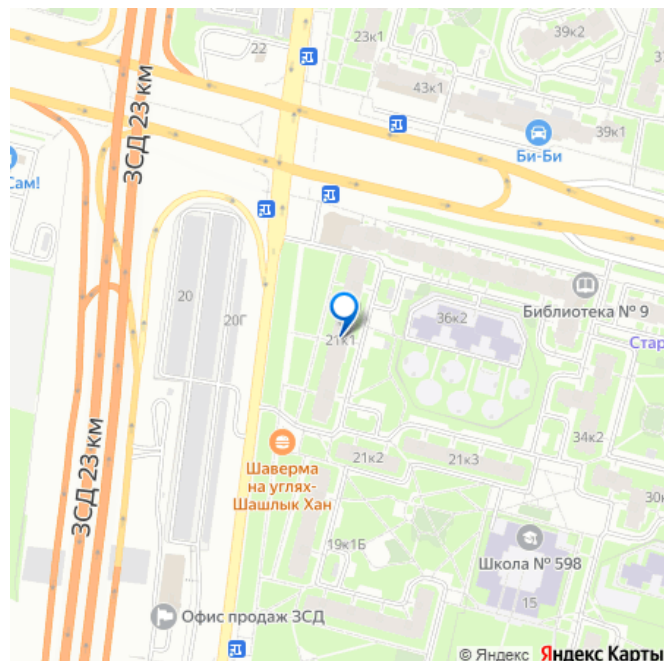 39к2
23к1
22
43к1
39к1
Би-Би
ЗСД 23 км
Сам!
20
20Г
36к2
Библиотека № 9
Стар
21к1
34к2
21к2
21к3
Шаверма
на углях-
Шашлык Хан
30к
ЗСД 23 км
19к1Б
Школа № 598
15
Офис продаж ЗСД
© Яндекс Яндекс Карты